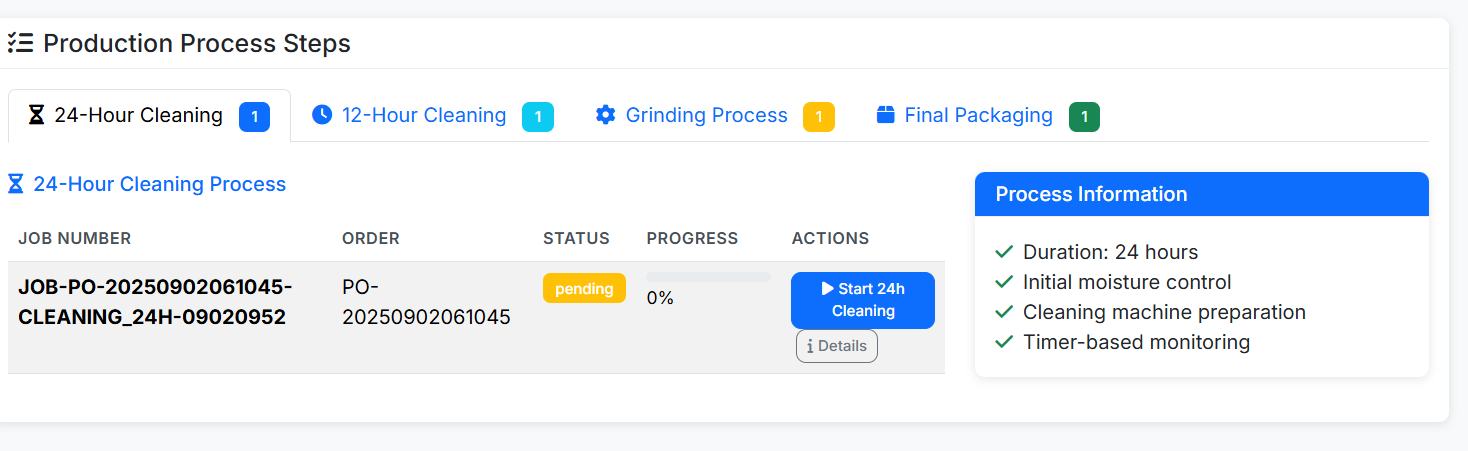 Production Process Steps
24-Hour Cleaning 1 12-Hour Cleaning 1 Grinding Process 1 Final Packaging 1
24-Hour Cleaning Process
JOB NUMBER ORDER STATUS PROGRESS ACTIONS
JOB-PO-20250902061045-
CLEANING_24H-09020952
PO-
20250902061045
pending
0%
Start 24h
Cleaning
Details
Process Information
Duration: 24 hours
Initial moisture control
Cleaning machine preparation
Timer-based monitoring